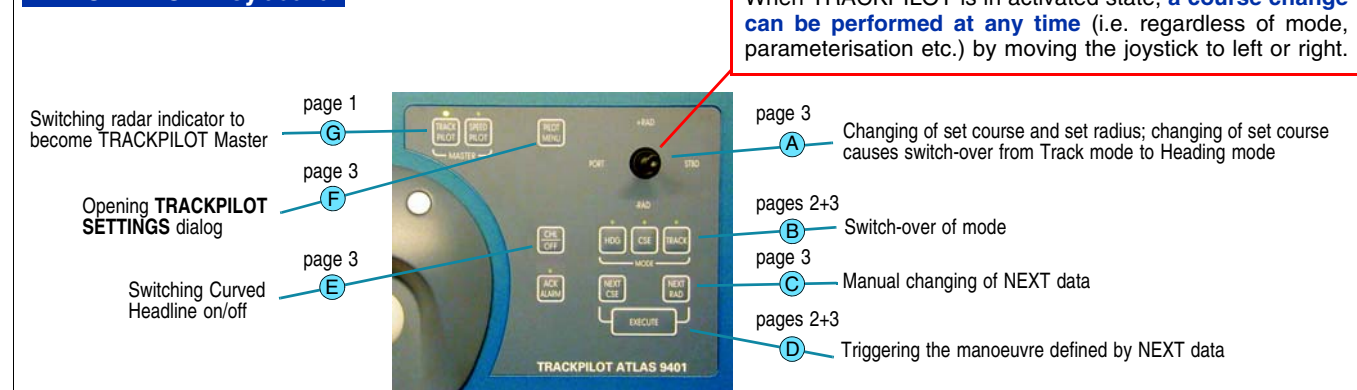 When TRACKPILOT is in activated state, a course change
can be performed at any time (i.e. regardless of mode,
parameterisation etc.) by moving the joystick to left or right.
Switching radar indicator to
become TRACKPILOT Master
page 1
G
page 3
F
Opening TRACKPILOT
SETTINGS dialog
page 3
E
Switching Curved
Headline on/off
TRACK
PILOT
SPEED
PILOT
MASTER
PILOT
MENU
+RAD
PORT
STBD
-RAD
CHL
OFF
HDG
CSE
TRACK
MODE
ACK
ALARM
NEXT
CSE
NEXT
RAD
EXECUTE
TRACKPILOT ATLAS 9401
page 3
A
Changing of set course and set radius; changing of set course
causes switch-over from Track mode to Heading mode
pages 2+3
B
Switch-over of mode
page 3
C
Manual changing of NEXT data
pages 2+3
D
Triggering the manoeuvre defined by NEXT data